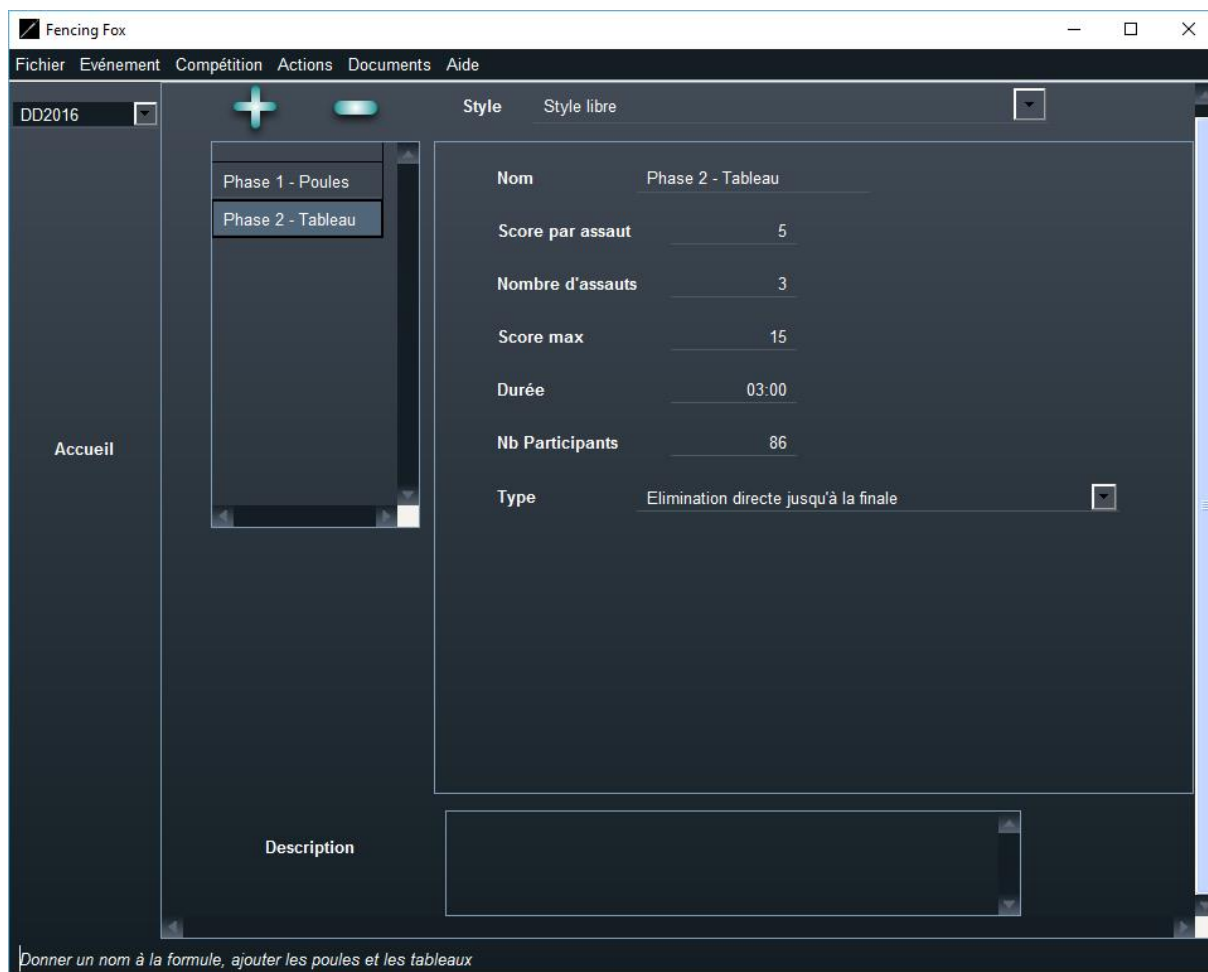 Fencing Fox
Fichier Evénement Compétition Actions Documents Aide
DD2016
Style Style libre
Phase 1 - Poules
Phase 2 - Tableau
Nom Phase 2 - Tableau
Score par assaut 5
Nombre d'assauts 3
Score max 15
Durée 03:00
Nb Participants 86
Type Elimination directe jusqu'à la finale
Accueil
Description
Donner un nom à la formule, ajouter les poules et les tableaux